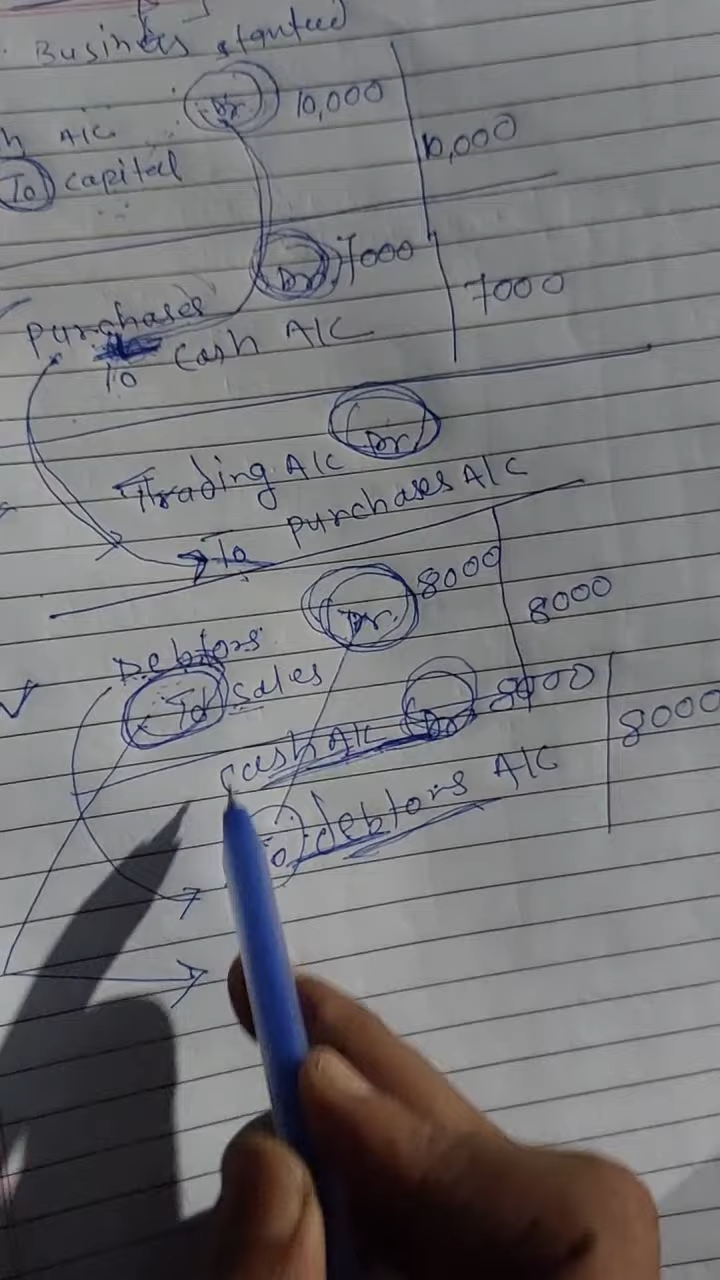 Business started
h A/C Dr 10,000
To capital 10,000
Purchases Dr 7000
To Cash A/C 7000
Trading A/C Dr
To purchases A/C
Debtors Dr. 8000
To sales 8000
Cash A/C Dr 8000
To debtors A/C 8000